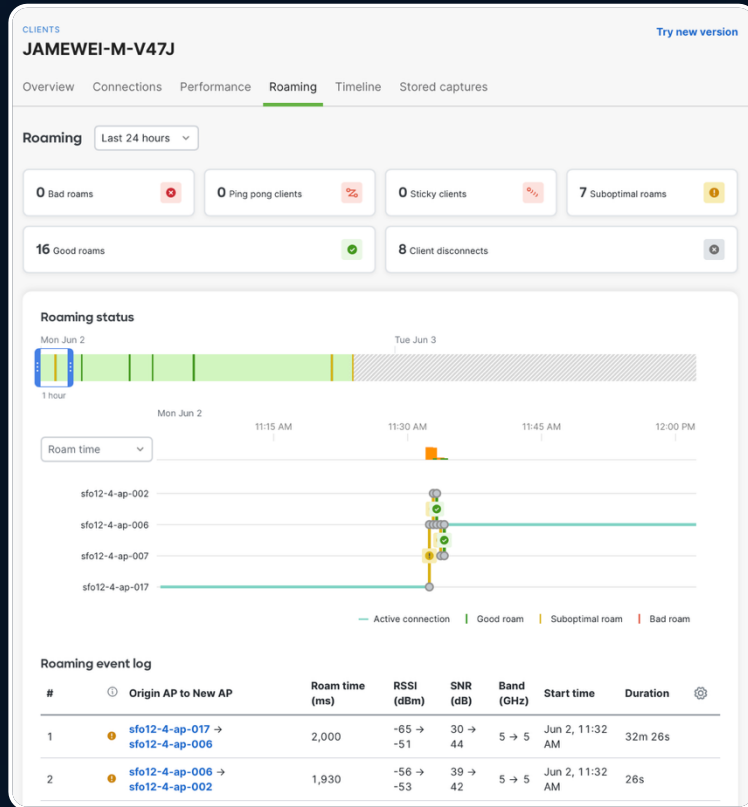 CLIENTS
Try new version
JAMEWEI-M-V47J
Overview Connections Performance Roaming Timeline Stored captures
Roaming Last 24 hours
0 Bad roams 0 Ping pong clients 0 Sticky clients 7 Suboptimal roams
16 Good roams 8 Client disconnects
Roaming status
Mon Jun 2 Tue Jun 3
1 hour
Mon Jun 2
11:15 AM 11:30 AM 11:45 AM 12:00 PM
Roam time
sfo12-4-ap-002
sfo12-4-ap-006
sfo12-4-ap-007
sfo12-4-ap-017
Active connection Good roam Suboptimal roam Bad roam
Roaming event log
# Origin AP to New AP Roam time (ms) RSSI (dBm) SNR (dB) Band (GHz) Start time Duration
1 sfo12-4-ap-017 → sfo12-4-ap-006 2,000 -65 → -51 30 → 44 5 → 5 Jun 2, 11:32 AM 32m 26s
2 sfo12-4-ap-006 → sfo12-4-ap-002 1,930 -56 → -53 39 → 42 5 → 5 Jun 2, 11:32 AM 26s